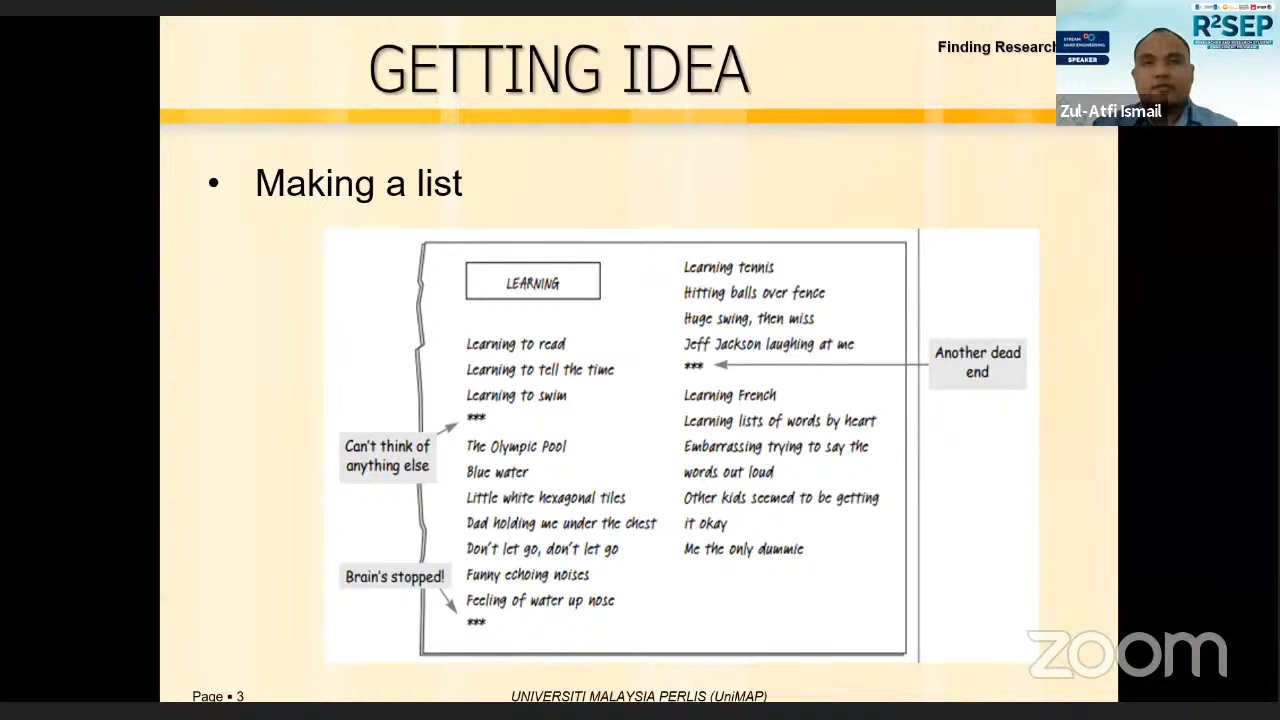 GETTING IDEA
Finding Research
R²SEP
STREAM
HARD ENGINEERING
SPEAKER
Zul-Atfi Ismail
• Making a list
LEARNING
Learning to read
Learning to tell the time
Learning to swim
***
Can't think of
anything else
The Olympic Pool
Blue water
Little white hexagonal tiles
Dad holding me under the chest
Don't let go, don't let go
Funny echoing noises
Feeling of water up nose
***
Brain's stopped!
Learning tennis
Hitting balls over fence
Huge swing, then miss
Jeff Jackson laughing at me
***
Another dead
end
Learning French
Learning lists of words by heart
Embarrassing trying to say the
words out loud
Other kids seemed to be getting
it okay
Me the only dummie
zoom
Page ▪ 3
UNIVERSITI MALAYSIA PERLIS (UniMAP)